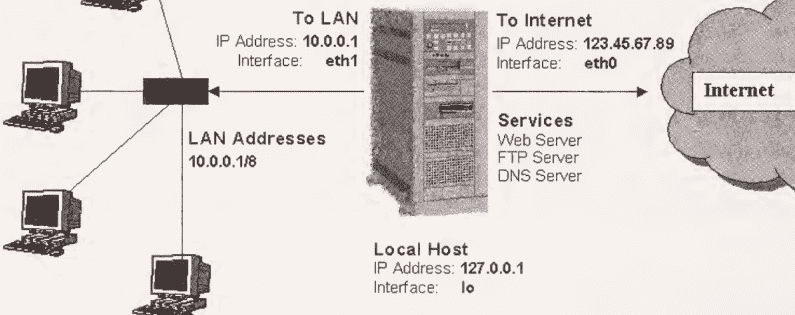 To LAN
IP Address: 10.0.0.1
Interface: eth1
To Internet
IP Address: 123.45.67.89
Interface: eth0
Internet
LAN Addresses
10.0.0.1/8
Services
Web Server
FTP Server
DNS Server
Local Host
IP Address: 127.0.0.1
Interface: lo